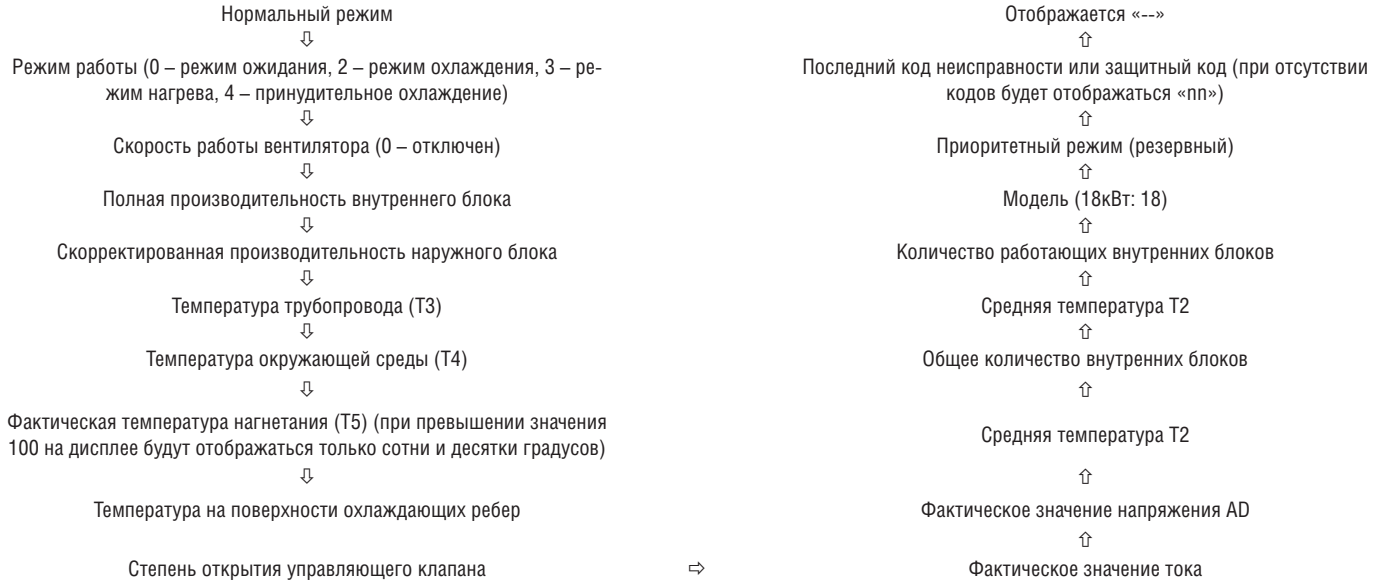 Нормальный режим
⇩
Режим работы (0 – режим ожидания, 2 – режим охлаждения, 3 – ре-
жим нагрева, 4 – принудительное охлаждение)
⇩
Скорость работы вентилятора (0 – отключен)
⇩
Полная производительность внутреннего блока
⇩
Скорректированная производительность наружного блока
⇩
Температура трубопровода (Т3)
⇩
Температура окружающей среды (Т4)
⇩
Фактическая температура нагнетания (Т5) (при превышении значения
100 на дисплее будут отображаться только сотни и десятки градусов)
⇩
Температура на поверхности охлаждающих ребер
Степень открытия управляющего клапана
⇨
Отображается «--»
⇧
Последний код неисправности или защитный код (при отсутствии
кодов будет отображаться «nn»)
⇧
Приоритетный режим (резервный)
⇧
Модель (18кВт: 18)
⇧
Количество работающих внутренних блоков
⇧
Средняя температура Т2
⇧
Общее количество внутренних блоков
⇧
Средняя температура Т2
⇧
Фактическое значение напряжения AD
⇧
Фактическое значение тока